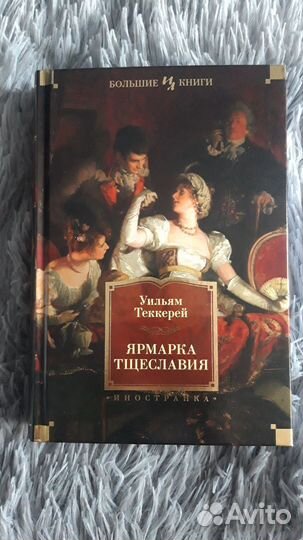 БОЛЬШИЕ КНИГИ
Уильям
Теккерей
ЯРМАРКА
ТЩЕСЛАВИЯ
ИНОСТРАНКА
Avito